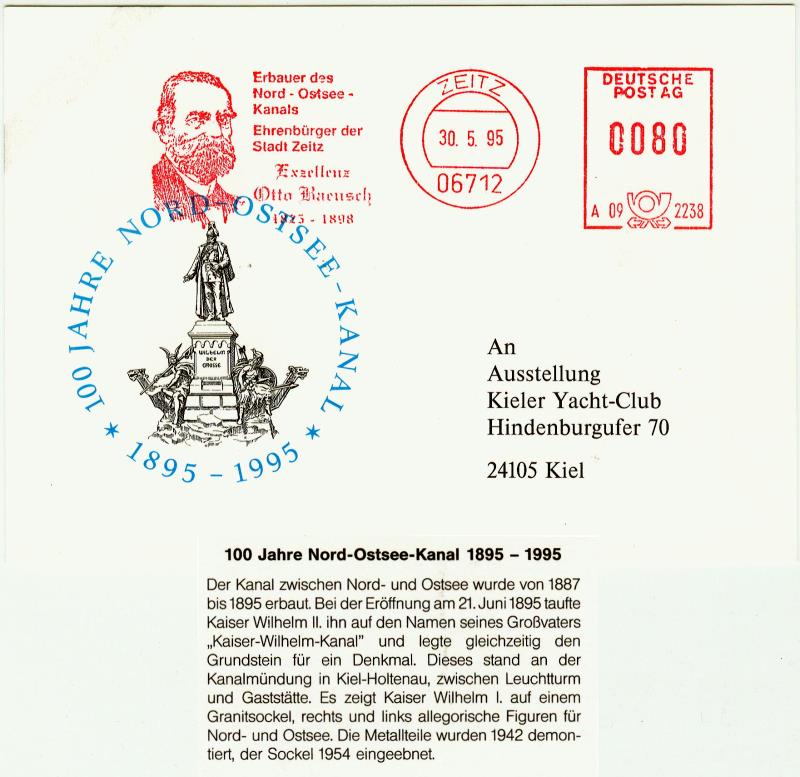 Erbauer des
Nord - Ostsee -
Kanals
Ehrenbürger der
Stadt Zeitz
Exzellenz
Otto Baensch
1825 - 1898
ZEITZ
30. 5. 95
06712
DEUTSCHE
POST AG
0080
A 09 2238
100 JAHRE NORD-OSTSEE-KANAL
* 1895 - 1995 *
WILHELM
DER
GROSSE
An
Ausstellung
Kieler Yacht-Club
Hindenburgufer 70
24105 Kiel
100 Jahre Nord-Ostsee-Kanal 1895 – 1995
Der Kanal zwischen Nord- und Ostsee wurde von 1887
bis 1895 erbaut. Bei der Eröffnung am 21. Juni 1895 taufte
Kaiser Wilhelm II. ihn auf den Namen seines Großvaters
„Kaiser-Wilhelm-Kanal" und legte gleichzeitig den
Grundstein für ein Denkmal. Dieses stand an der
Kanalmündung in Kiel-Holtenau, zwischen Leuchtturm
und Gaststätte. Es zeigt Kaiser Wilhelm I. auf einem
Granitsockel, rechts und links allegorische Figuren für
Nord- und Ostsee. Die Metallteile wurden 1942 demon-
tiert, der Sockel 1954 eingeebnet.